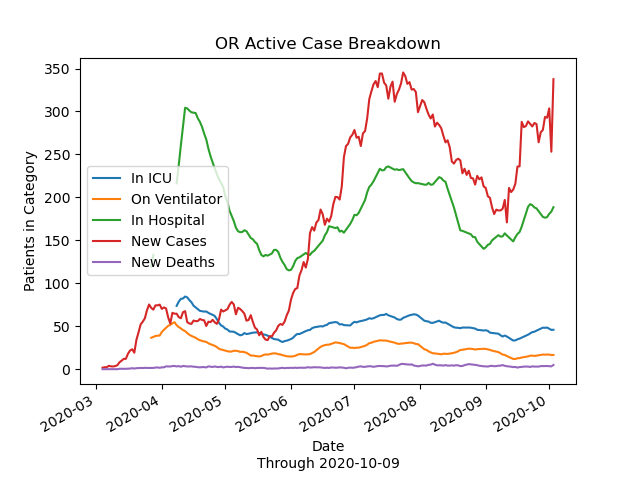 OR Active Case Breakdown
Patients in Category
350
300
250
200
150
100
50
0
In ICU
On Ventilator
In Hospital
New Cases
New Deaths
2020-03
2020-04
2020-05
2020-06
2020-07
2020-08
2020-09
2020-10
Date
Through 2020-10-09